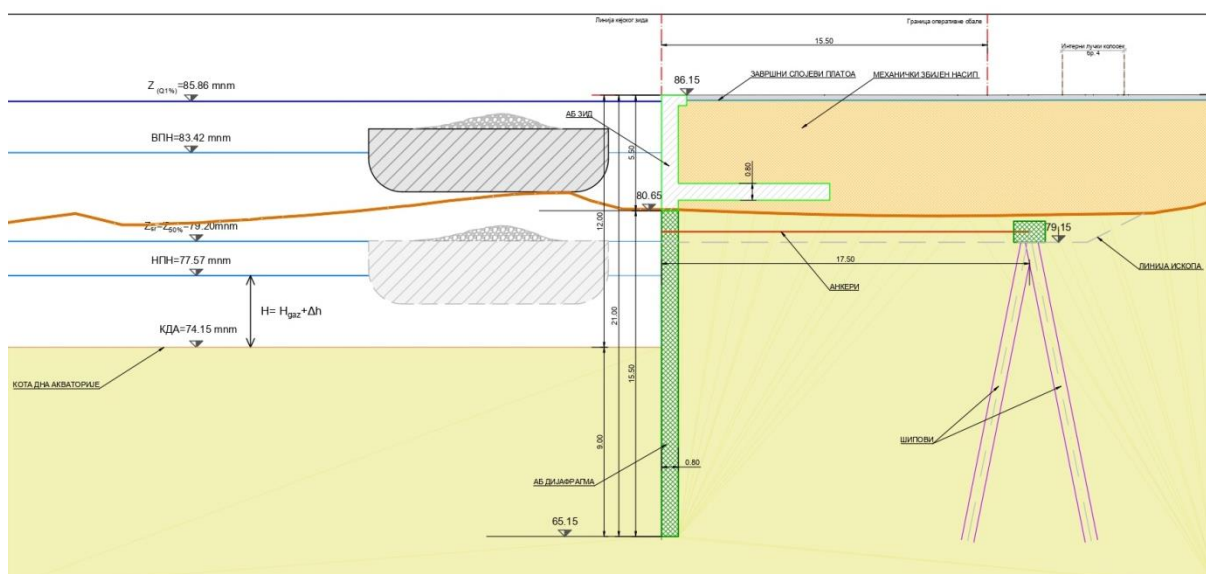 Линија кејског зида
Граница оперативне обале
15.50
Интерни лучки колосек
бр. 4
Z (Q1%) = 85.86 mnm
86.15
ЗАВРШНИ СЛОЈЕВИ ПЛАТОА
МЕХАНИЧКИ ЗБИЈЕН НАСИП
АБ ЗИД
ВПН=83.42 mnm
5.50
0.80
80.65
12.00
Zsr=Z50%=79.20mnm
79.15
17.50
НПН=77.57 mnm
ЛИНИЈА ИСКОПА
АНКЕРИ
H= Hgaz+Δh
21.00
КДА=74.15 mnm
15.50
КОТА ДНА АКВАТОРИЈЕ
9.00
ШИПОВИ
0.80
АБ ДИЈАФРАГМА
65.15